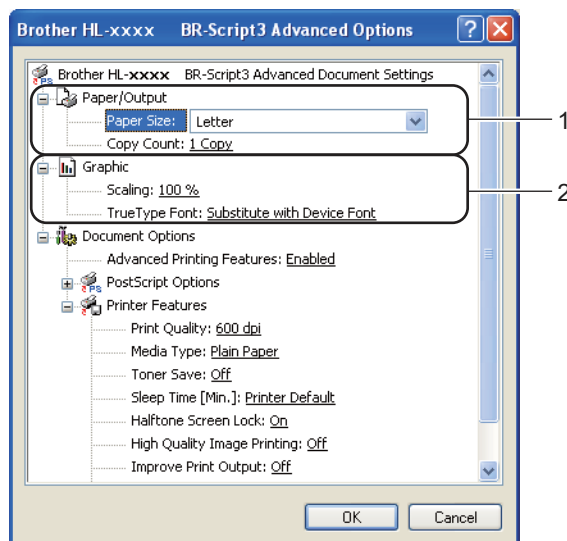 Brother HL-xxxx BR-Script3 Advanced Options
Brother HL-xxxx BR-Script3 Advanced Document Settings
Paper/Output
Paper Size: Letter
1
Copy Count: 1 Copy
Graphic
Scaling: 100 %
2
TrueType Font: Substitute with Device Font
Document Options
Advanced Printing Features: Enabled
PostScript Options
Printer Features
Print Quality: 600 dpi
Media Type: Plain Paper
Toner Save: Off
Sleep Time [Min.]: Printer Default
Halftone Screen Lock: On
High Quality Image Printing: Off
Improve Print Output: Off
OK Cancel